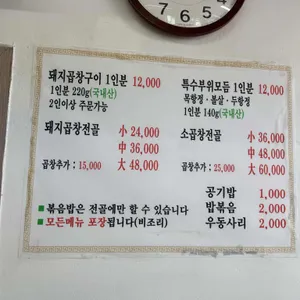 돼지곱창구이 1인분 12,000
1인분 220g(국내산)
2인이상 주문가능
돼지곱창전골 小 24,000
中 36,000
곱창추가 : 15,000 大 48,000
특수부위모듬 1인분 12,000
목항정·볼살·두항정
1인분 140g(국내산)
소곱창전골 小 36,000
中 48,000
곱창추가 : 25,000 大 60,000
공기밥 1,000
밥볶음 2,000
우동사리 2,000
■ 볶음밥은 전골에만 할 수 있습니다
■ 모든메뉴 포장됩니다(비조리)